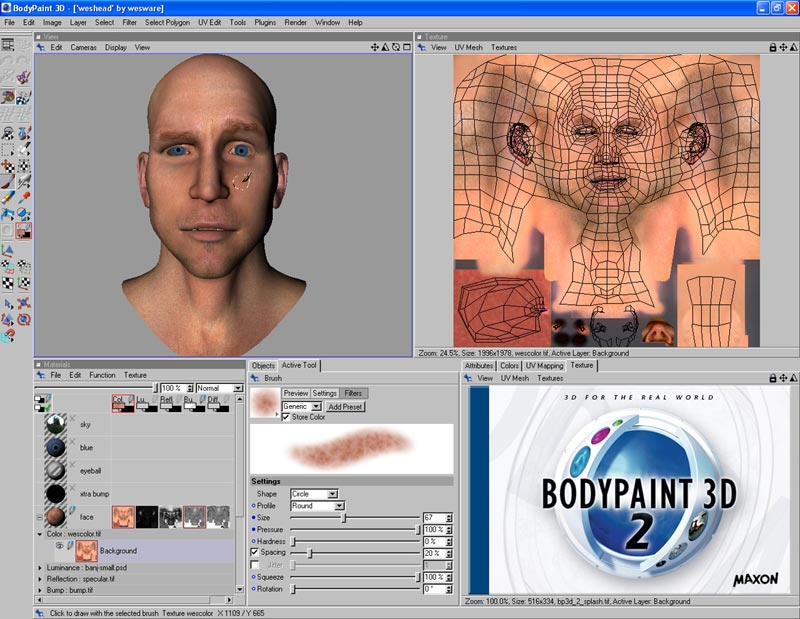 BodyPaint 3D - ['weshead' by wesware]
File Edit Image Layer Select Filter Select Polygon UV Edit Tools Plugins Render Window Help
View
Edit Cameras Display View
Texture
View UV Mesh Textures
Zoom: 24.5%, Size: 1996x1978, wescolor.tif, Active Layer: Background
Materials
File Edit Function Texture
100 % Normal
Col. Lu. Refl. Bu. Diff.
sky
blue
eyeball
xtra bump
face
Color : wescolor.tif
Background
Luminance : banj-small.psd
Reflection : specular.tif
Bump : bump.tif
Objects Active Tool
Brush
Preview Settings Filters
Generic Add Preset
Store Color
Settings
Shape Circle
Profile Round
Size 67
Pressure 100 %
Hardness 0 %
Spacing 20 %
Jitter 1
Squeeze 100 %
Rotation 0 °
Attributes Colors UV Mapping Texture
View UV Mesh Textures
3D FOR THE REAL WORLD
BODYPAINT 3D
2
MAXON
Zoom: 100.0%, Size: 516x334, bp3d_2_splash.tif, Active Layer: Background
Click to draw with the selected brush Texture wescolor X 1109 / Y 665